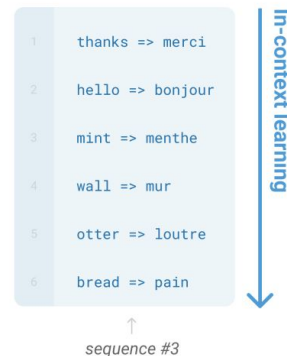 1 thanks => merci
2 hello => bonjour
3 mint => menthe
4 wall => mur
5 otter => loutre
6 bread => pain
sequence #3
In-context learning